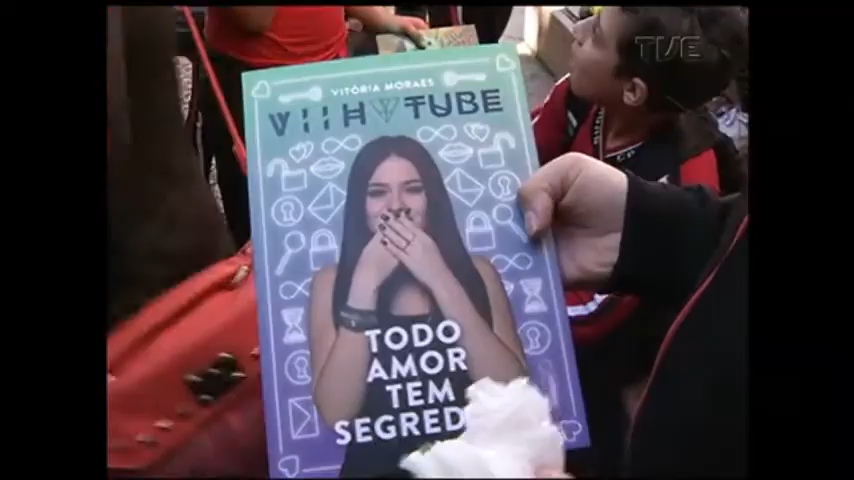 TVE
VITÓRIA MORAES
VIIH TUBE
TODO
AMOR
TEM
SEGRED